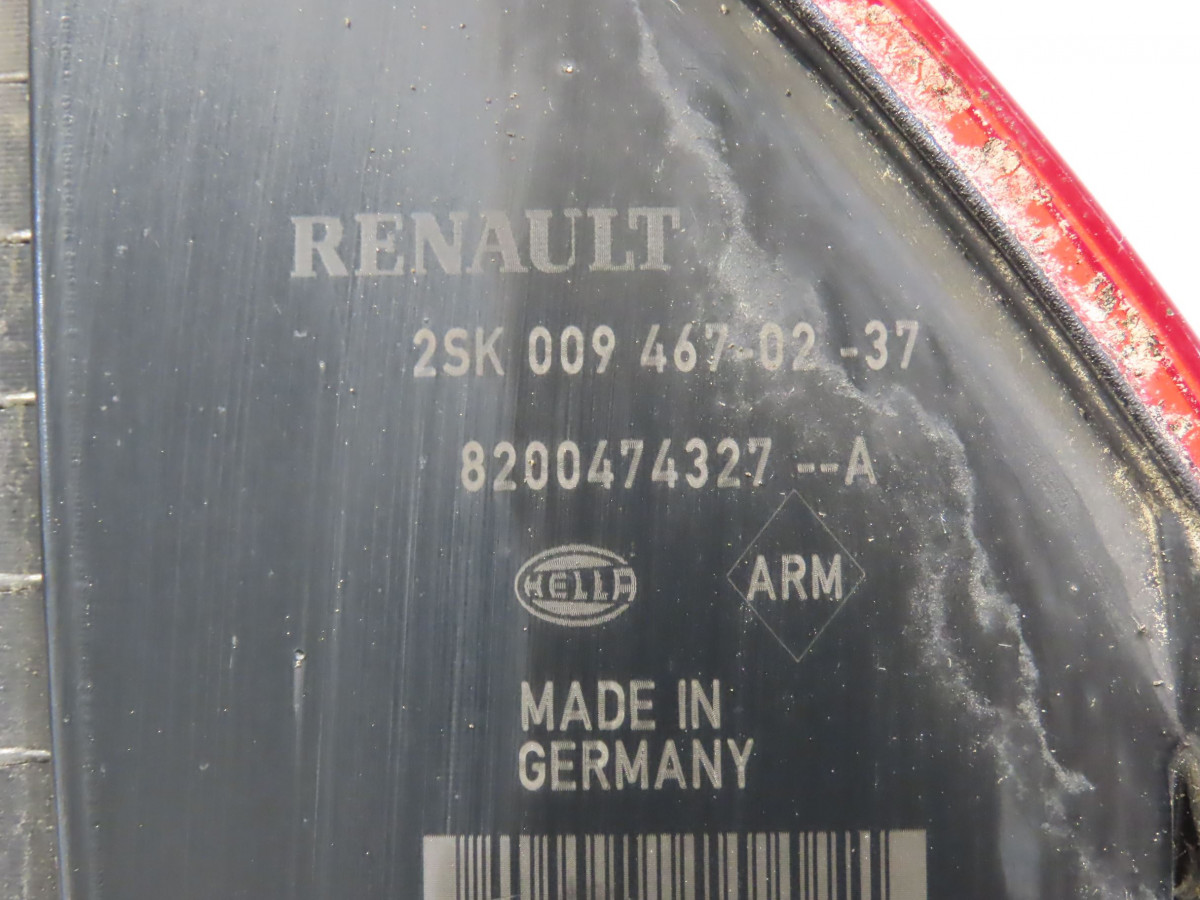 RENAULT
2SK 009 467-02 -37
8200474327 --A
HELLA
ARM
MADE IN
GERMANY